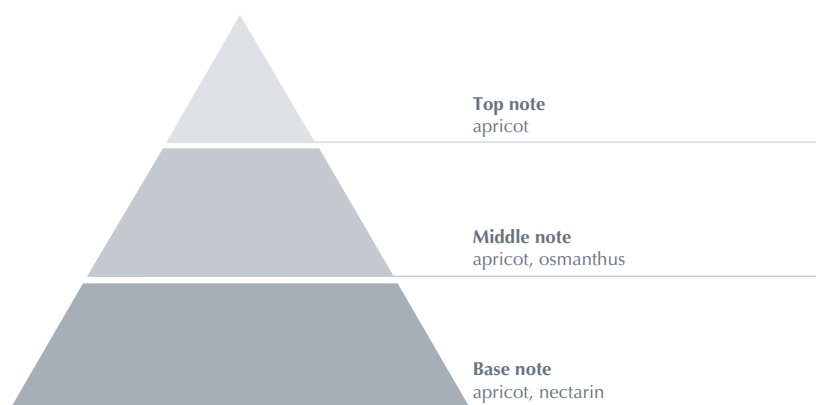 Top note
apricot
Middle note
apricot, osmanthus
Base note
apricot, nectarin